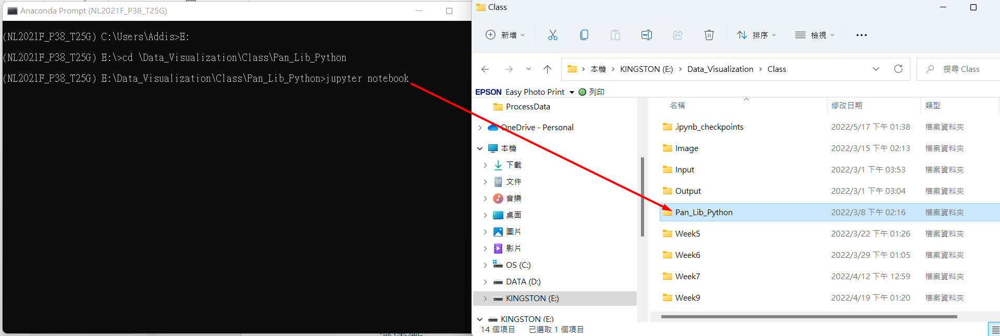 Anaconda Prompt (NL2021F_P38_T25G)
(NL2021F_P38_T25G) C:\Users\Addis>E:
(NL2021F_P38_T25G) E:\>cd \Data_Visualization\Class\Pan_Lib_Python
(NL2021F_P38_T25G) E:\Data_Visualization\Class\Pan_Lib_Python>jupyter notebook
Class
新增 排序 檢視
本機 > KINGSTON (E:) > Data_Visualization > Class 搜尋 Class
EPSON Easy Photo Print 列印
ProcessData
OneDrive - Personal
本機
下載
文件
音樂
桌面
圖片
影片
OS (C:)
DATA (D:)
KINGSTON (E:)
KINGSTON (E:)
名稱 修改日期 類型
.ipynb_checkpoints 2022/5/17 下午 01:38 檔案資料夾
Image 2022/3/15 下午 02:13 檔案資料夾
Input 2022/3/1 下午 03:53 檔案資料夾
Output 2022/3/1 下午 03:04 檔案資料夾
Pan_Lib_Python 2022/3/8 下午 02:16 檔案資料夾
Week5 2022/3/22 下午 01:26 檔案資料夾
Week6 2022/3/29 下午 01:05 檔案資料夾
Week7 2022/4/12 下午 12:59 檔案資料夾
Week9 2022/4/19 下午 01:20 檔案資料夾
14 個項目 已選取 1 個項目